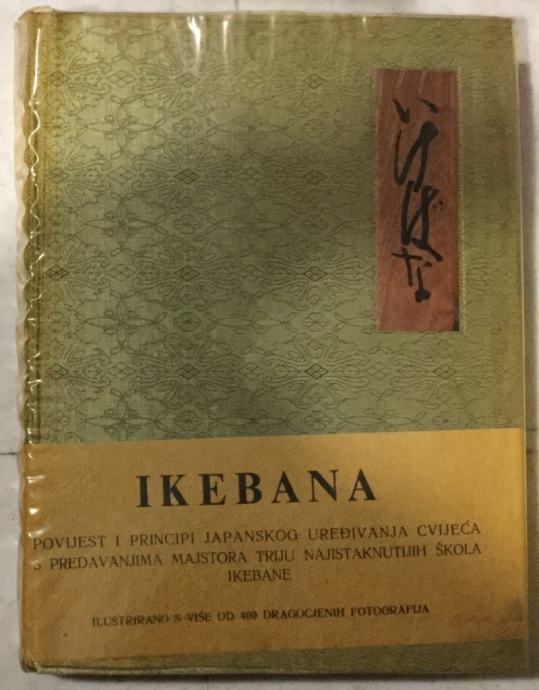 いけばな
IKEBANA
POVIJEST I PRINCIPI JAPANSKOG UREĐIVANJA CVIJEĆA
S PREDAVANJIMA MAJSTORA TRIJU NAJISTAKNUTIJIH ŠKOLA
IKEBANE
ILUSTRIRANO S VIŠE OD 400 DRAGOCJENIH FOTOGRAFIJA